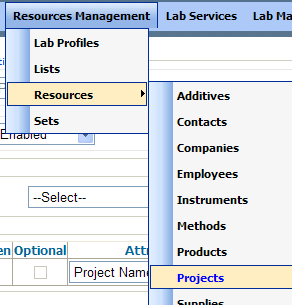 Resources Management Lab Services Lab Ma
Lab Profiles
Lists
Resources
Sets
Enabled
Additives
Contacts
Companies
Employees
Instruments
Methods
Products
Projects
Supplies
--Select--
en Optional Attr
Project Name